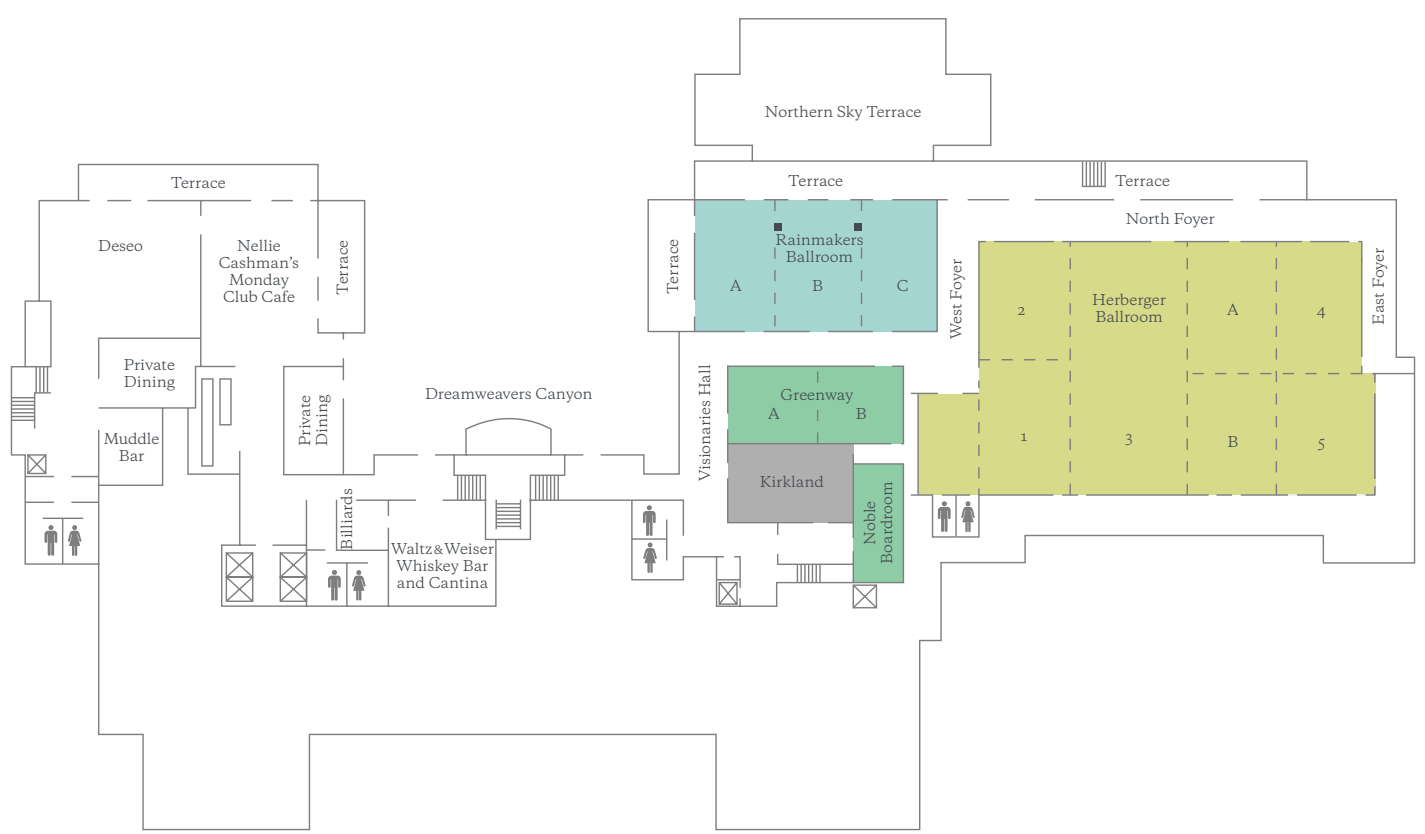 Northern Sky Terrace
Terrace
Terrace
Terrace
North Foyer
Deseo
Nellie
Cashman's
Monday
Club Cafe
Terrace
Terrace
Rainmakers
Ballroom
A
B
C
West Foyer
2
Herberger
Ballroom
A
4
East Foyer
Private
Dining
Muddle
Bar
Private
Dining
Dreamweavers Canyon
Visionaries Hall
Greenway
A
B
1
3
B
5
Kirkland
Noble
Boardroom
Billiards
Waltz&Weiser
Whiskey Bar
and Cantina